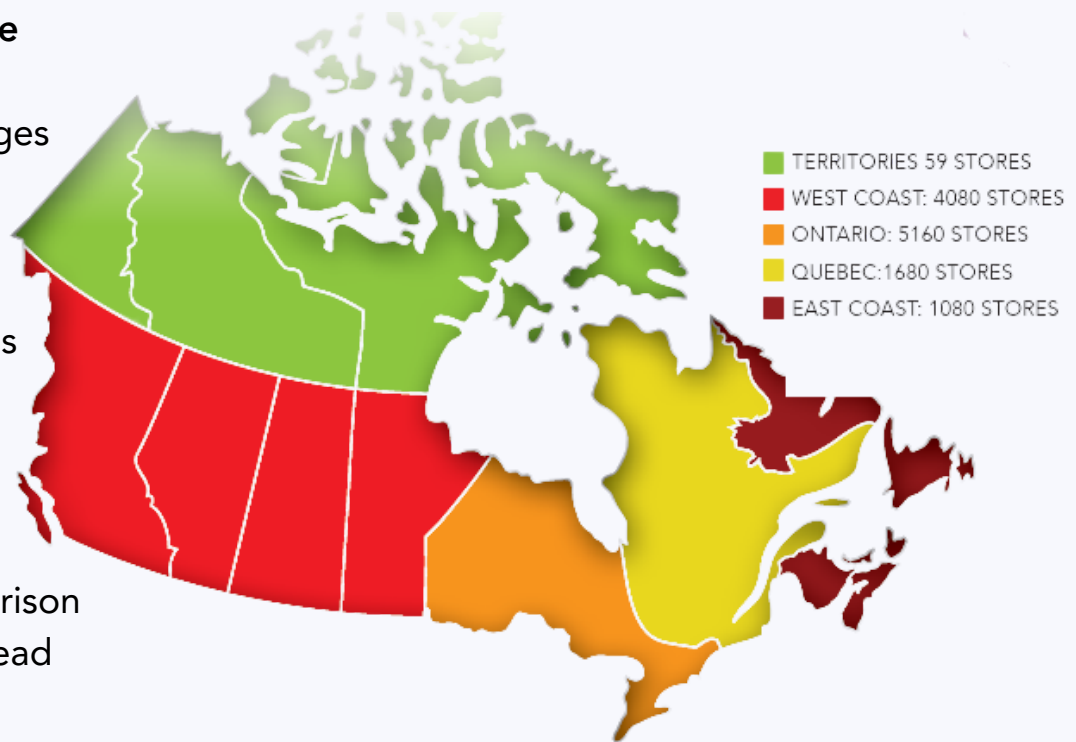 e
ges
s
rison
ead
TERRITORIES 59 STORES
WEST COAST: 4080 STORES
ONTARIO: 5160 STORES
QUEBEC:1680 STORES
EAST COAST: 1080 STORES